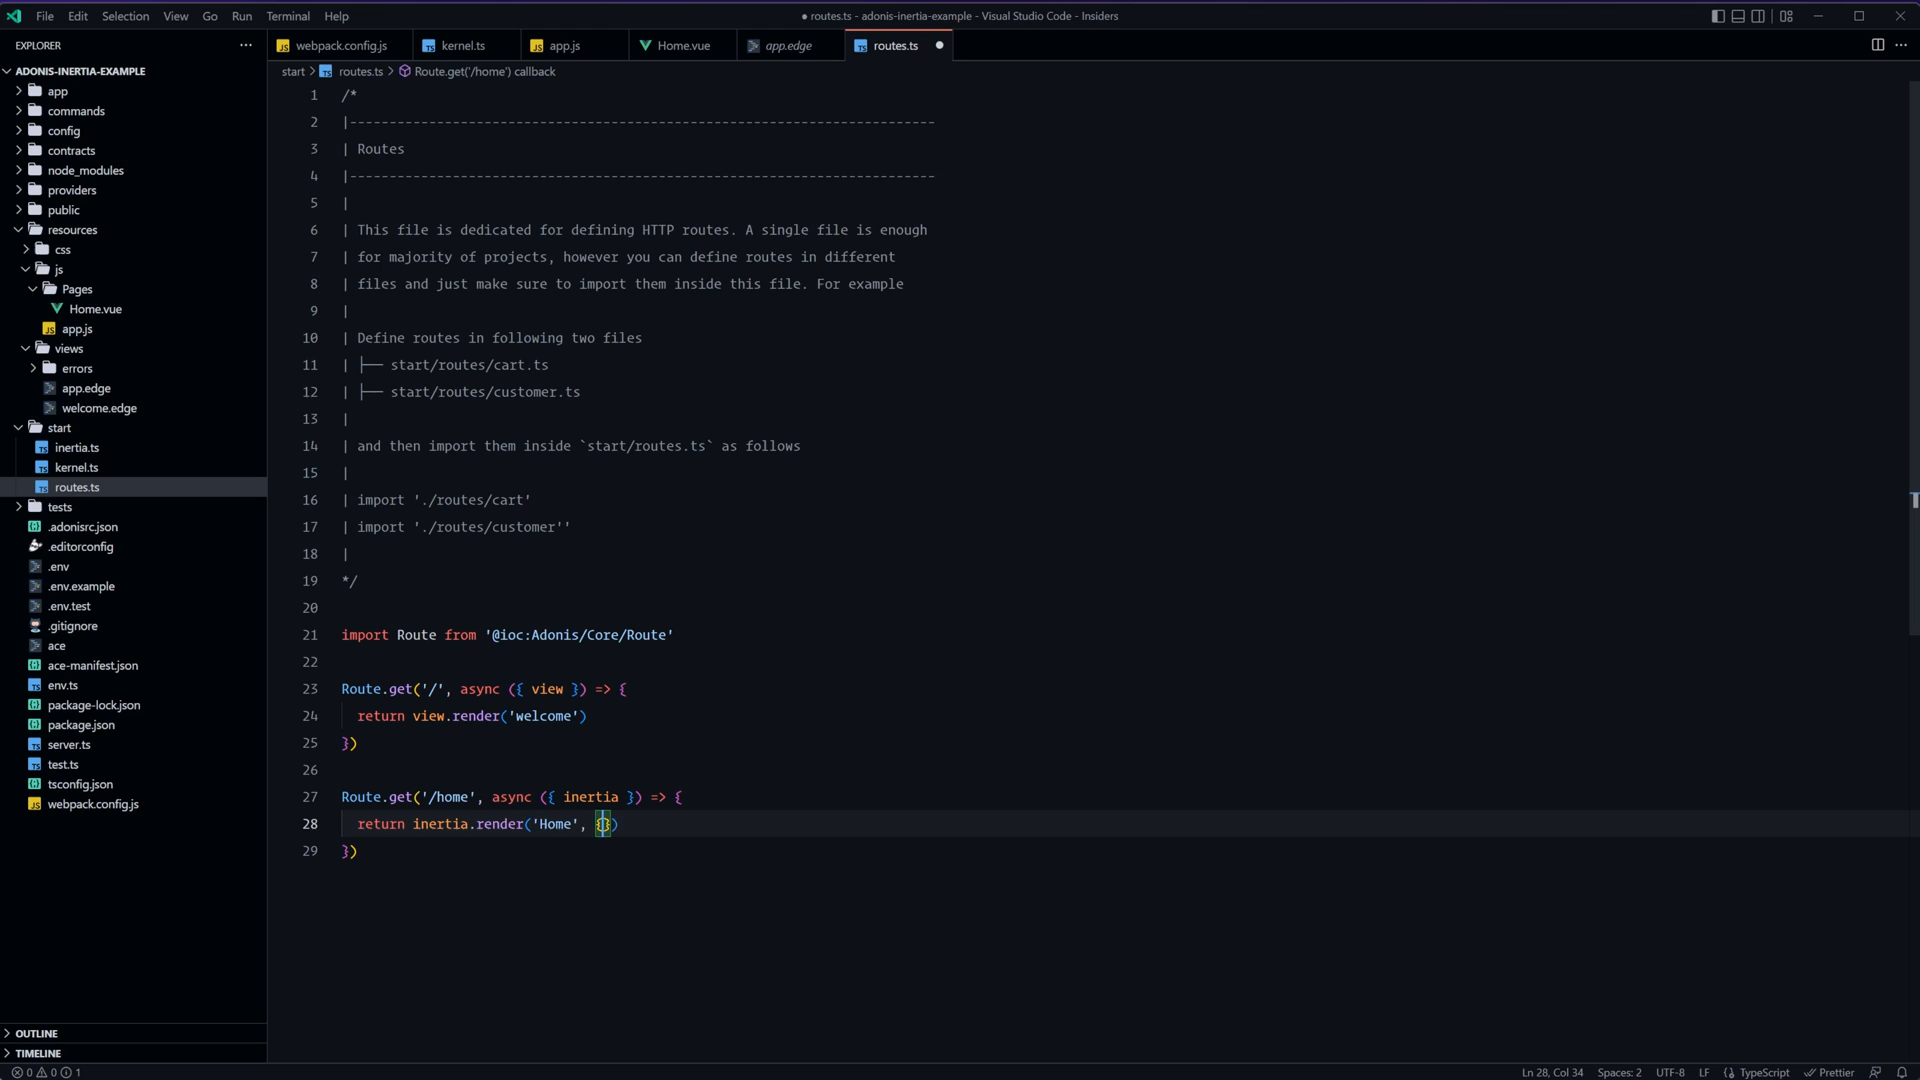 File Edit Selection View Go Run Terminal Help
● routes.ts - adonis-inertia-example - Visual Studio Code - Insiders
EXPLORER
webpack.config.js kernel.ts app.js Home.vue app.edge routes.ts
ADONIS-INERTIA-EXAMPLE
app
commands
config
contracts
node_modules
providers
public
resources
css
js
Pages
Home.vue
app.js
views
errors
app.edge
welcome.edge
start
inertia.ts
kernel.ts
routes.ts
tests
.adonisrc.json
.editorconfig
.env
.env.example
.env.test
.gitignore
ace
ace-manifest.json
env.ts
package-lock.json
package.json
server.ts
test.ts
tsconfig.json
webpack.config.js
OUTLINE
TIMELINE
start > routes.ts > Route.get('/home') callback
1 /*
2 |--------------------------------------------------------------------------
3 | Routes
4 |--------------------------------------------------------------------------
5 |
6 | This file is dedicated for defining HTTP routes. A single file is enough
7 | for majority of projects, however you can define routes in different
8 | files and just make sure to import them inside this file. For example
9 |
10 | Define routes in following two files
11 | ├── start/routes/cart.ts
12 | ├── start/routes/customer.ts
13 |
14 | and then import them inside `start/routes.ts` as follows
15 |
16 | import './routes/cart'
17 | import './routes/customer''
18 |
19 */
20
21 import Route from '@ioc:Adonis/Core/Route'
22
23 Route.get('/', async ({ view }) => {
24 return view.render('welcome')
25 })
26
27 Route.get('/home', async ({ inertia }) => {
28 return inertia.render('Home', {})
29 })
0 0 1
Ln 28, Col 34 Spaces: 2 UTF-8 LF TypeScript Prettier